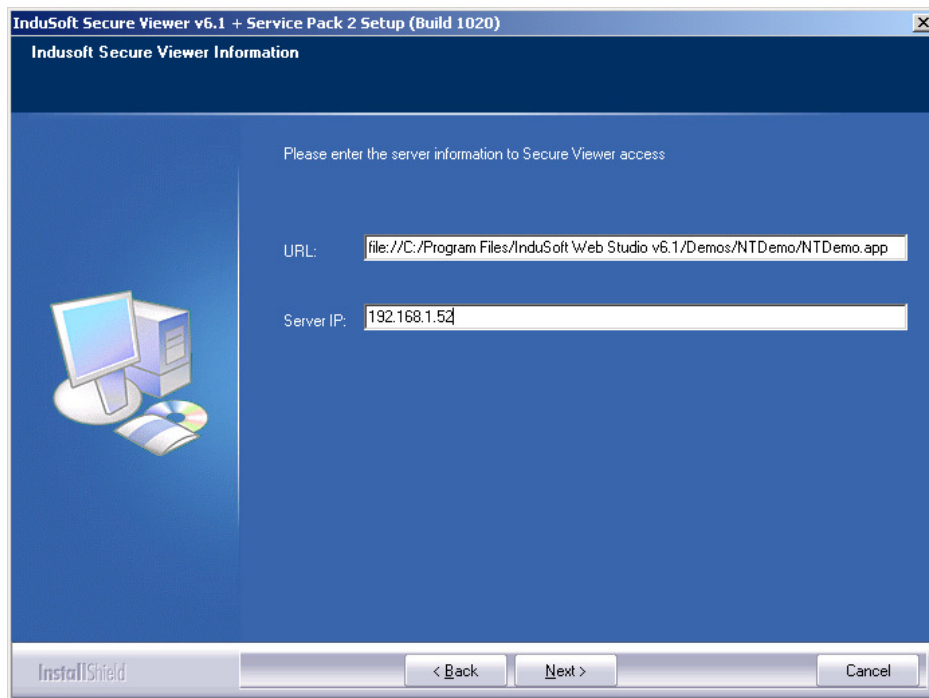 InduSoft Secure Viewer v6.1 + Service Pack 2 Setup (Build 1020)
Indusoft Secure Viewer Information
Please enter the server information to Secure Viewer access
URL: file://C:/Program Files/InduSoft Web Studio v6.1/Demos/NTDemo/NTDemo.app
Server IP: 192.168.1.52
InstallShield
< Back Next > Cancel